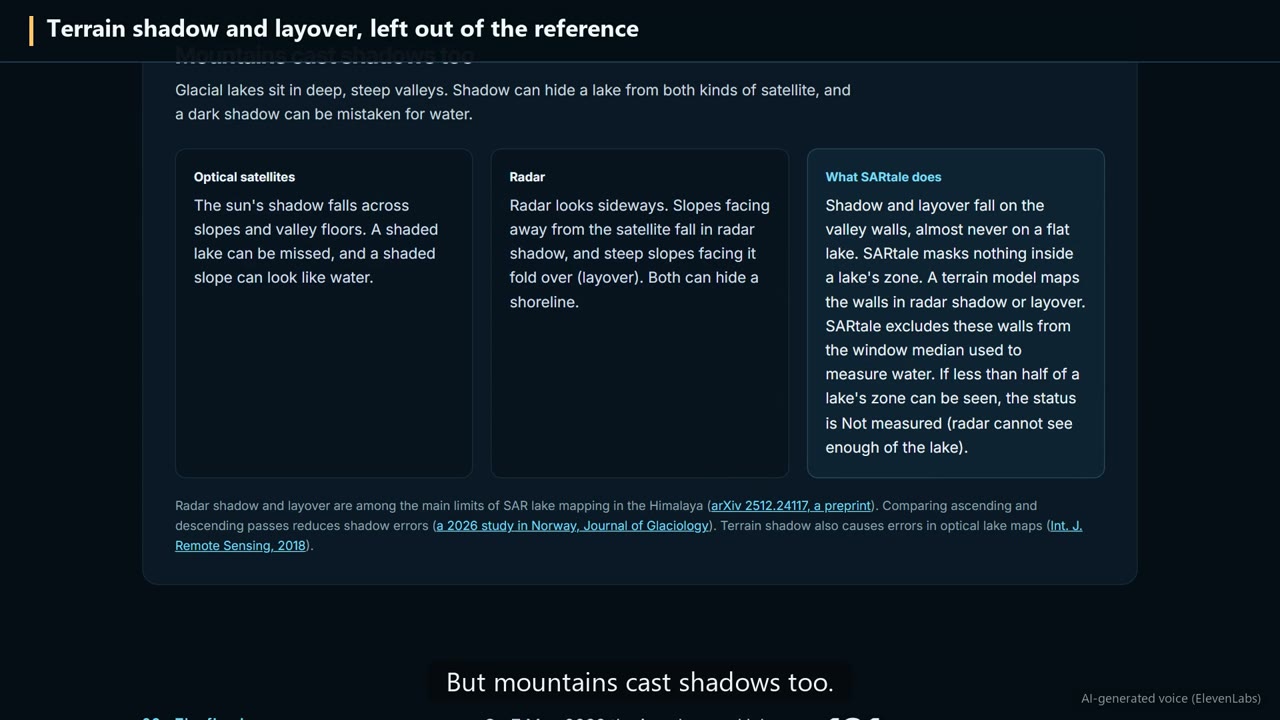 Terrain shadow and layover, left out of the reference
Mountains cast shadows too
Glacial lakes sit in deep, steep valleys. Shadow can hide a lake from both kinds of satellite, and
a dark shadow can be mistaken for water.
Optical satellites
The sun's shadow falls across
slopes and valley floors. A shaded
lake can be missed, and a shaded
slope can look like water.
Radar
Radar looks sideways. Slopes facing
away from the satellite fall in radar
shadow, and steep slopes facing it
fold over (layover). Both can hide a
shoreline.
What SARtale does
Shadow and layover fall on the
valley walls, almost never on a flat
lake. SARtale masks nothing inside
a lake's zone. A terrain model maps
the walls in radar shadow or layover.
SARtale excludes these walls from
the window median used to
measure water. If less than half of a
lake's zone can be seen, the status
is Not measured (radar cannot see
enough of the lake).
Radar shadow and layover are among the main limits of SAR lake mapping in the Himalaya (arXiv 2512.24117, a preprint). Comparing ascending and
descending passes reduces shadow errors (a 2026 study in Norway, Journal of Glaciology). Terrain shadow also causes errors in optical lake maps (Int. J.
Remote Sensing, 2018).
But mountains cast shadows too.
AI-generated voice (ElevenLabs)